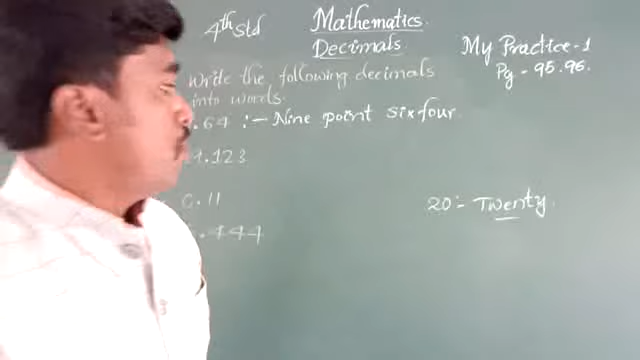 4th Std
Mathematics.
Decimals
My Practice-1
Pg - 95.96.
Write the following decimals
into words.
.64 :- Nine point six four
1.123
0.11
20:- Twenty.
.444